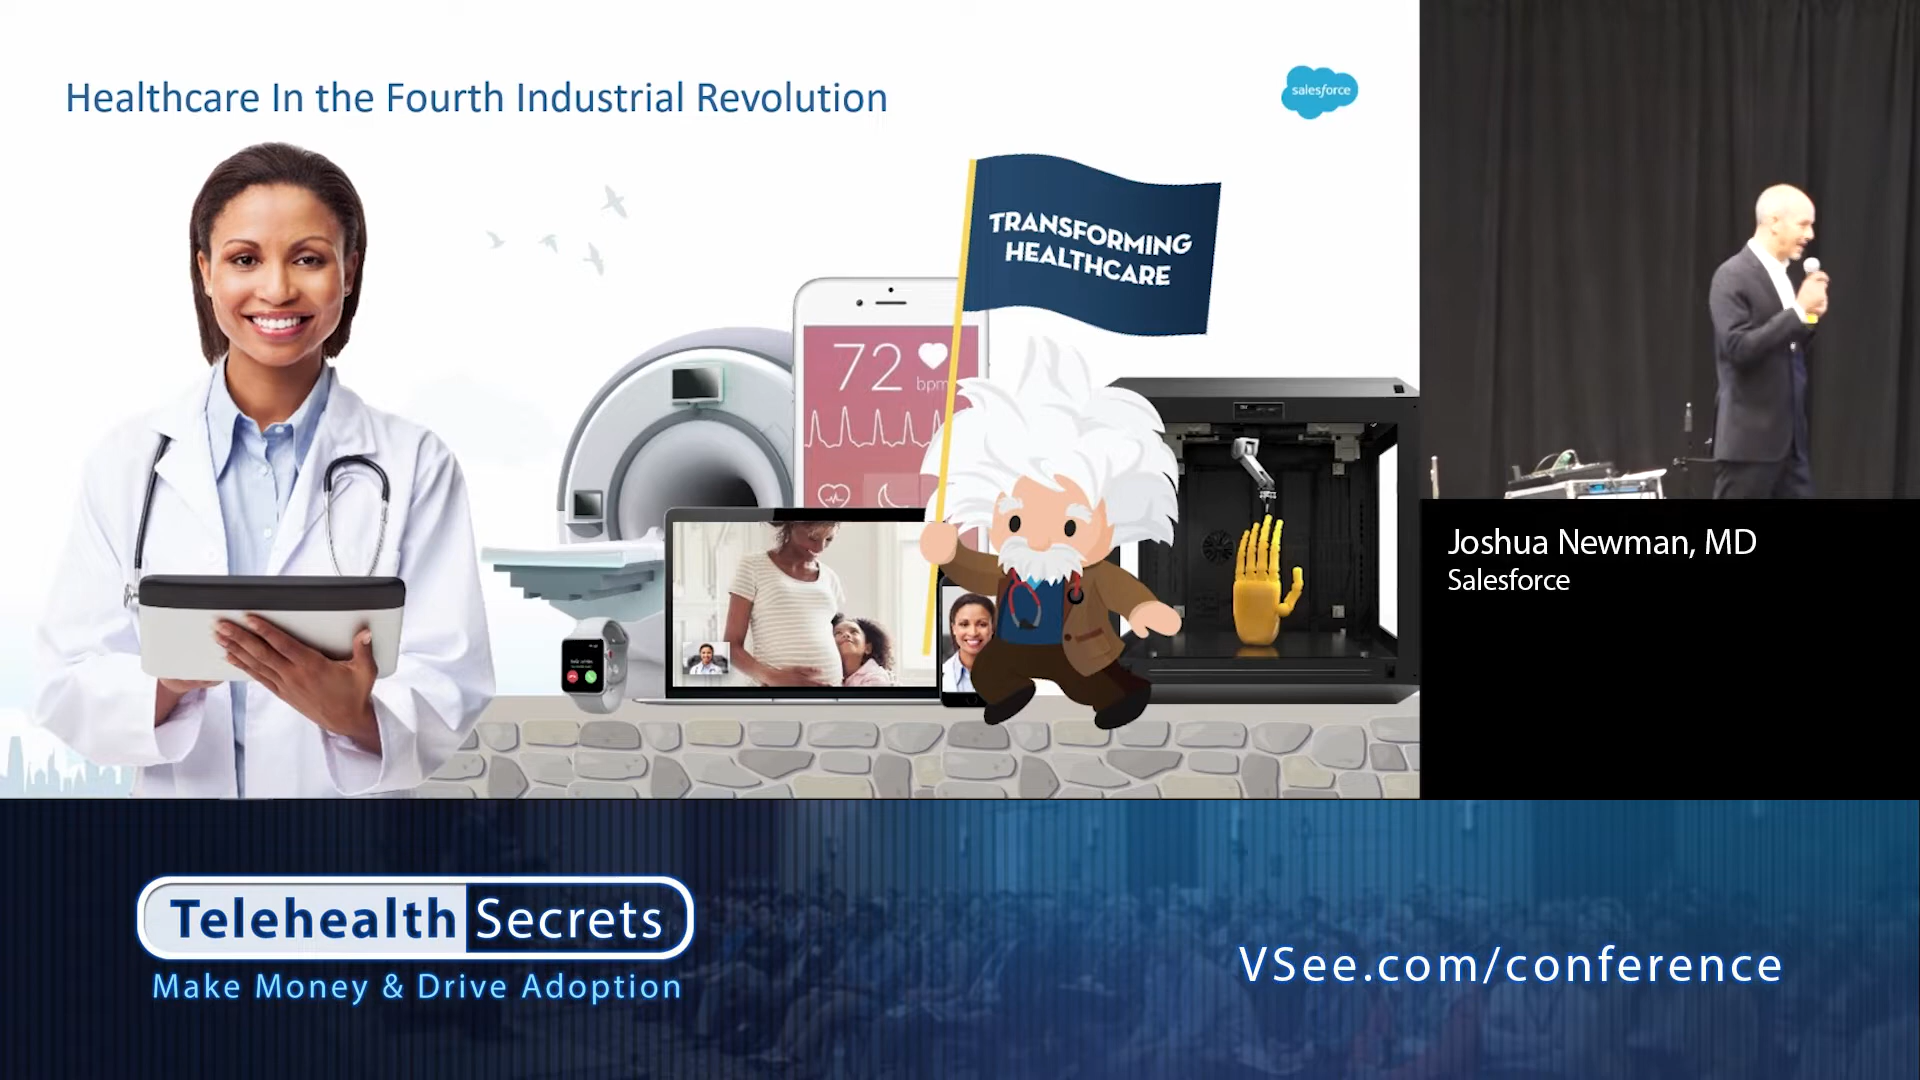 Healthcare In the Fourth Industrial Revolution
salesforce
TRANSFORMING
HEALTHCARE
72
bpm
Joshua Newman, MD
Salesforce
Telehealth Secrets
Make Money & Drive Adoption
VSee.com/conference